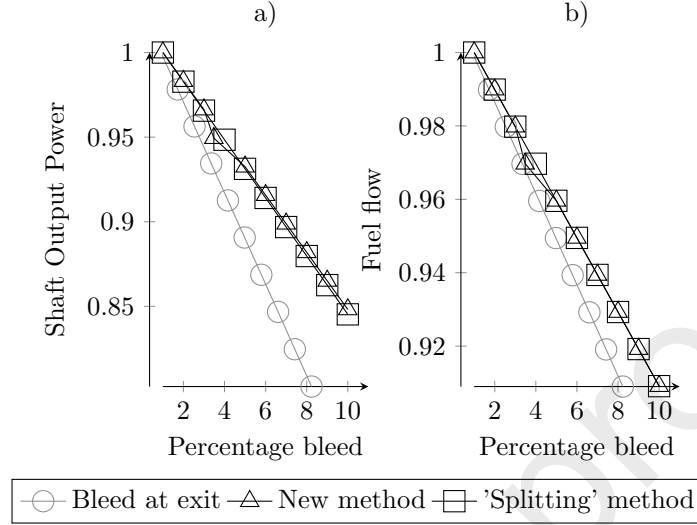 a)
b)
1
0.95
0.9
0.85
Shaft Output Power
2 4 6 8 10
Percentage bleed
1
0.98
0.96
0.94
0.92
Fuel flow
2 4 6 8 10
Percentage bleed
Bleed at exit New method 'Splitting' method
pro